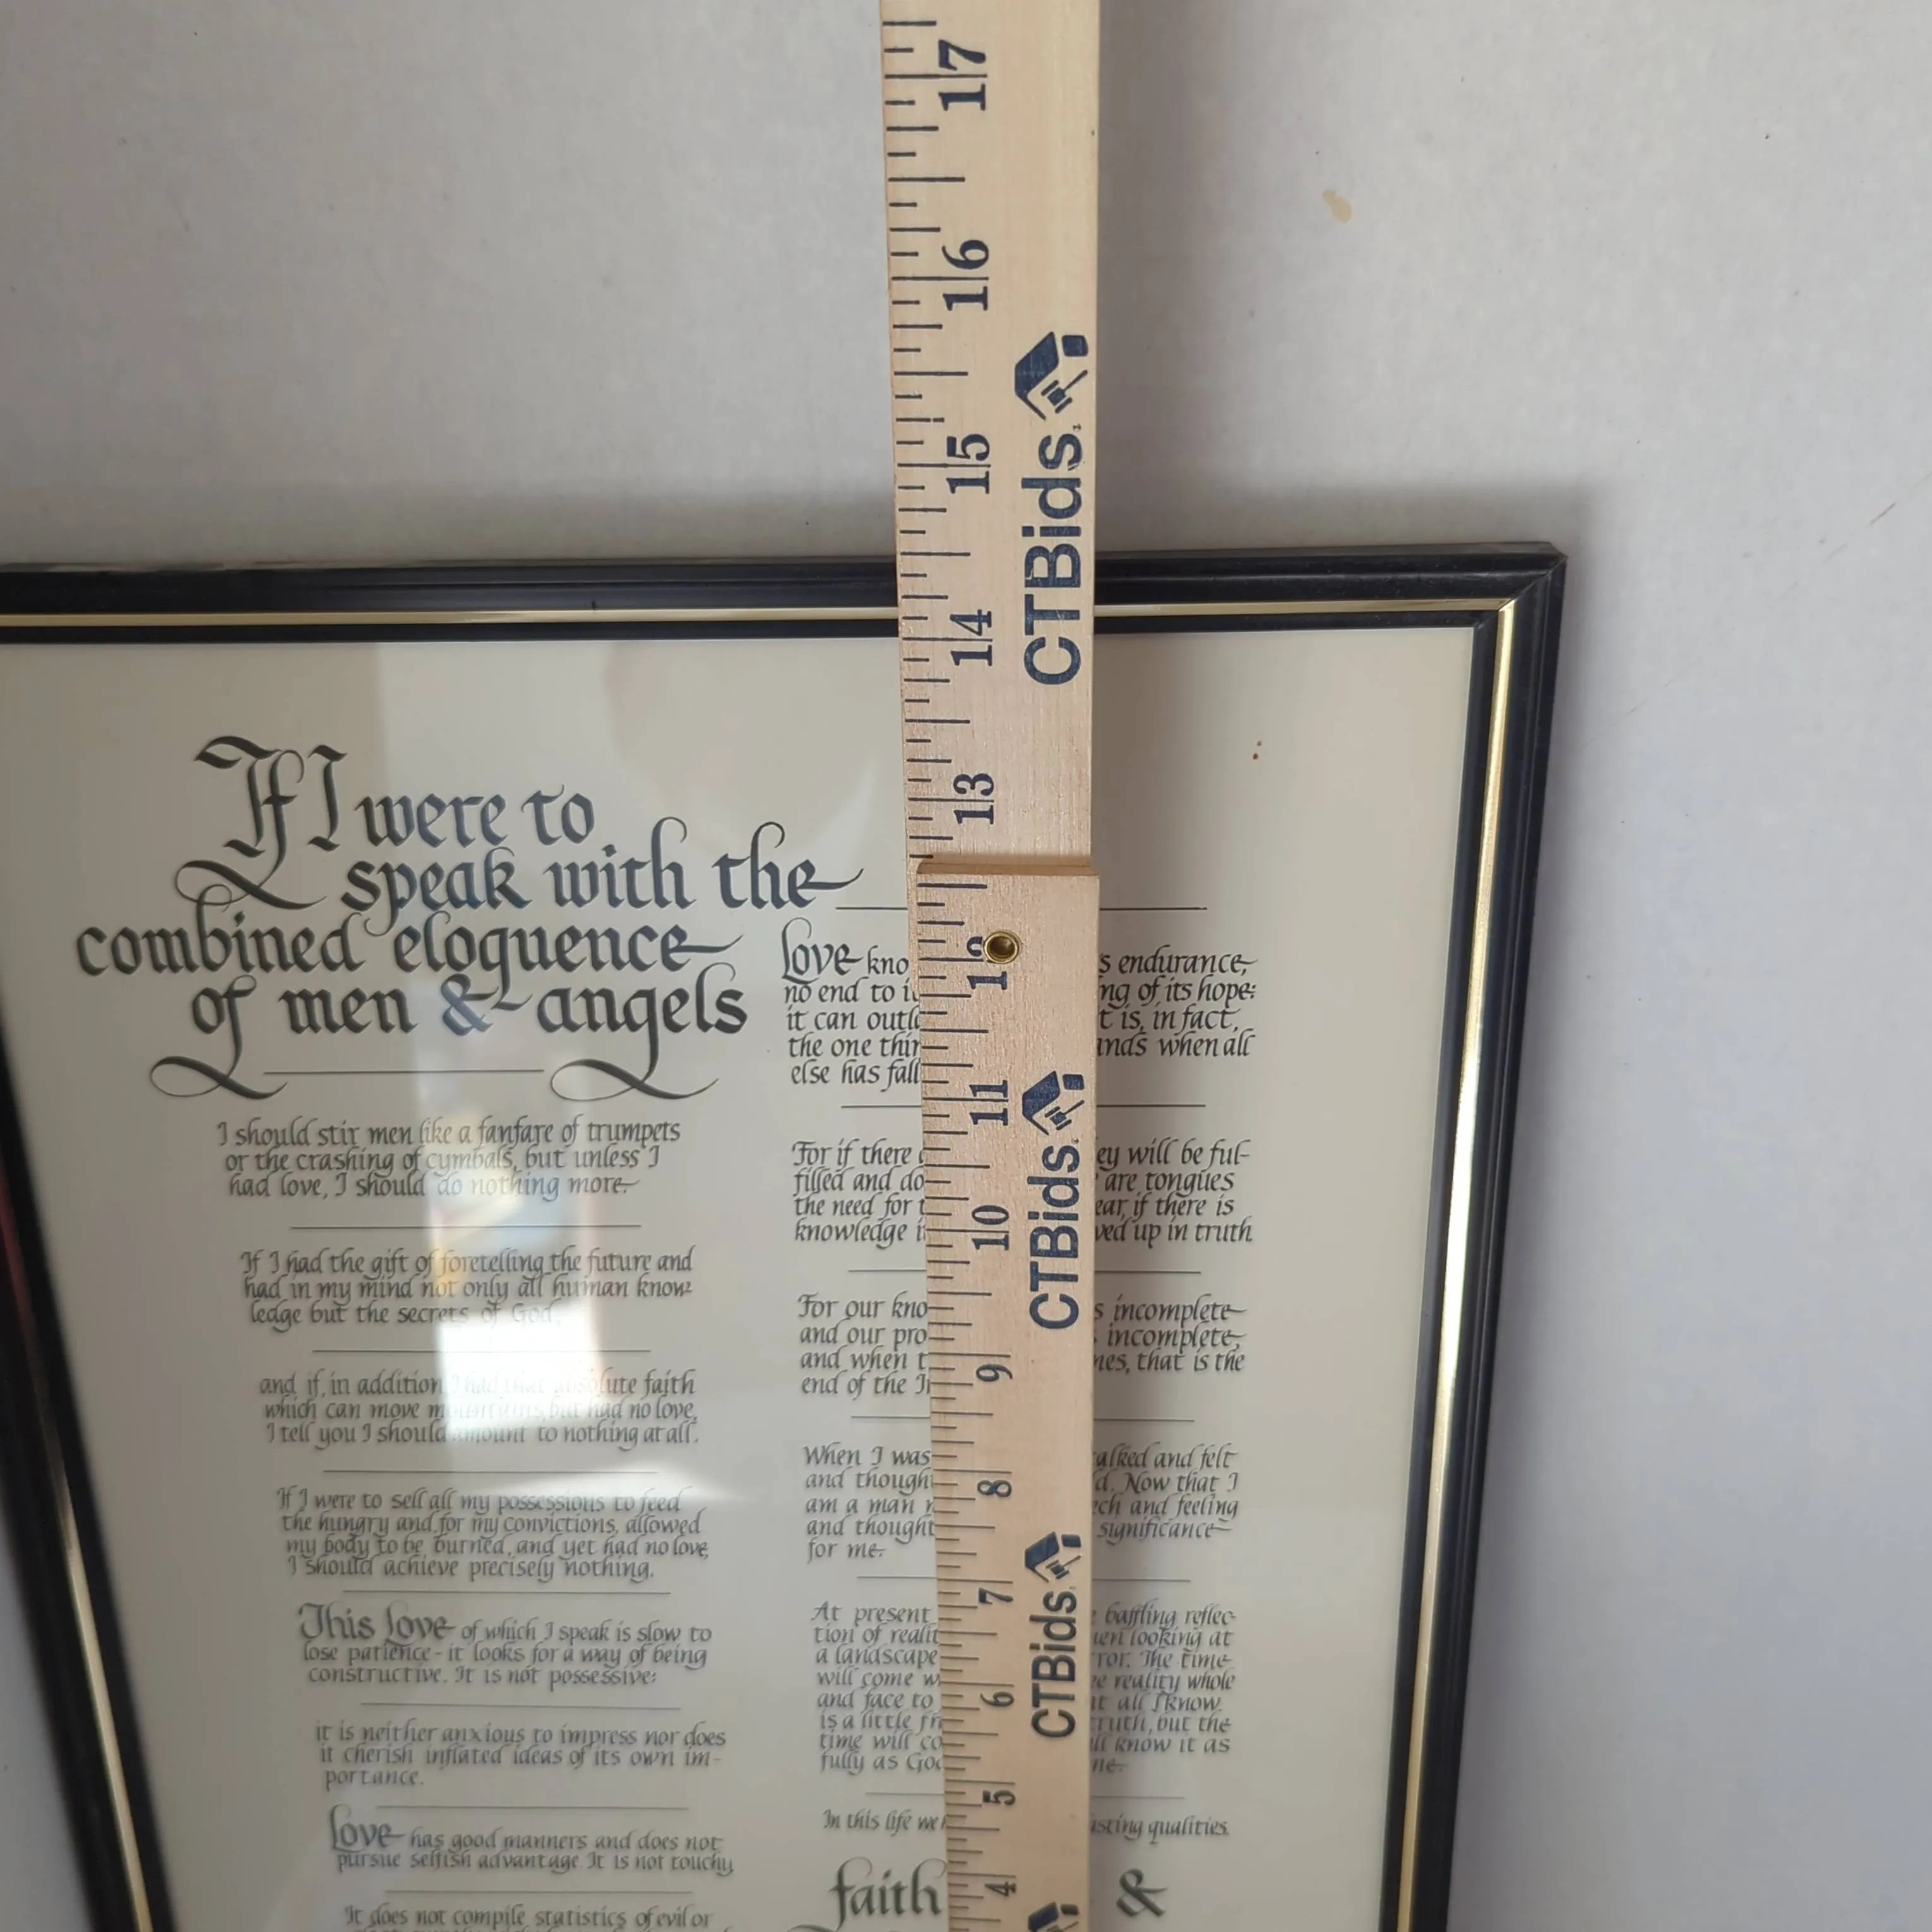 17
16
15
14
13
12
11
10
9
8
7
6
5
4
CTBids.
CTBids.
CTBids.
If I were to
speak with the
combined eloquence
of men & angels
I should stir men like a fanfare of trumpets
or the crashing of cymbals, but unless I
had love, I should do nothing more.
If I had the gift of foretelling the future and
had in my mind not only all human know-
ledge but the secrets of God,
and if, in addition, I had that absolute faith
which can move mountains, but had no love,
I tell you I should amount to nothing at all.
If I were to sell all my possessions to feed
the hungry and for my convictions, allowed
my body to be burned, and yet had no love,
I should achieve precisely nothing.
This Love of which I speak is slow to
lose patience - it looks for a way of being
constructive. It is not possessive:
it is neither anxious to impress nor does
it cherish inflated ideas of its own im-
portance.
Love has good manners and does not
pursue selfish advantage. It is not touchy.
It does not compile statistics of evil or
Love kno s endurance,
no end to i ng of its hope:
it can outl t is, in fact,
the one thin ands when all
else has fall
For if there ey will be ful-
filled and do are tongues
the need for t ear, if there is
knowledge i ved up in truth
For our kno s incomplete
and our pro incomplete,
and when t mes, that is the
end of the I
When I was alked and felt
and though d. Now that I
am a man ech and feeling
and thought significance
for me.
At present baffling reflec-
tion of realit en looking at
a landscape ror. The time
will come w e reality whole
and face to t all I know
is a little fr truth, but the
time will co ll know it as
fully as God me.
In this life we asting qualities
faith &